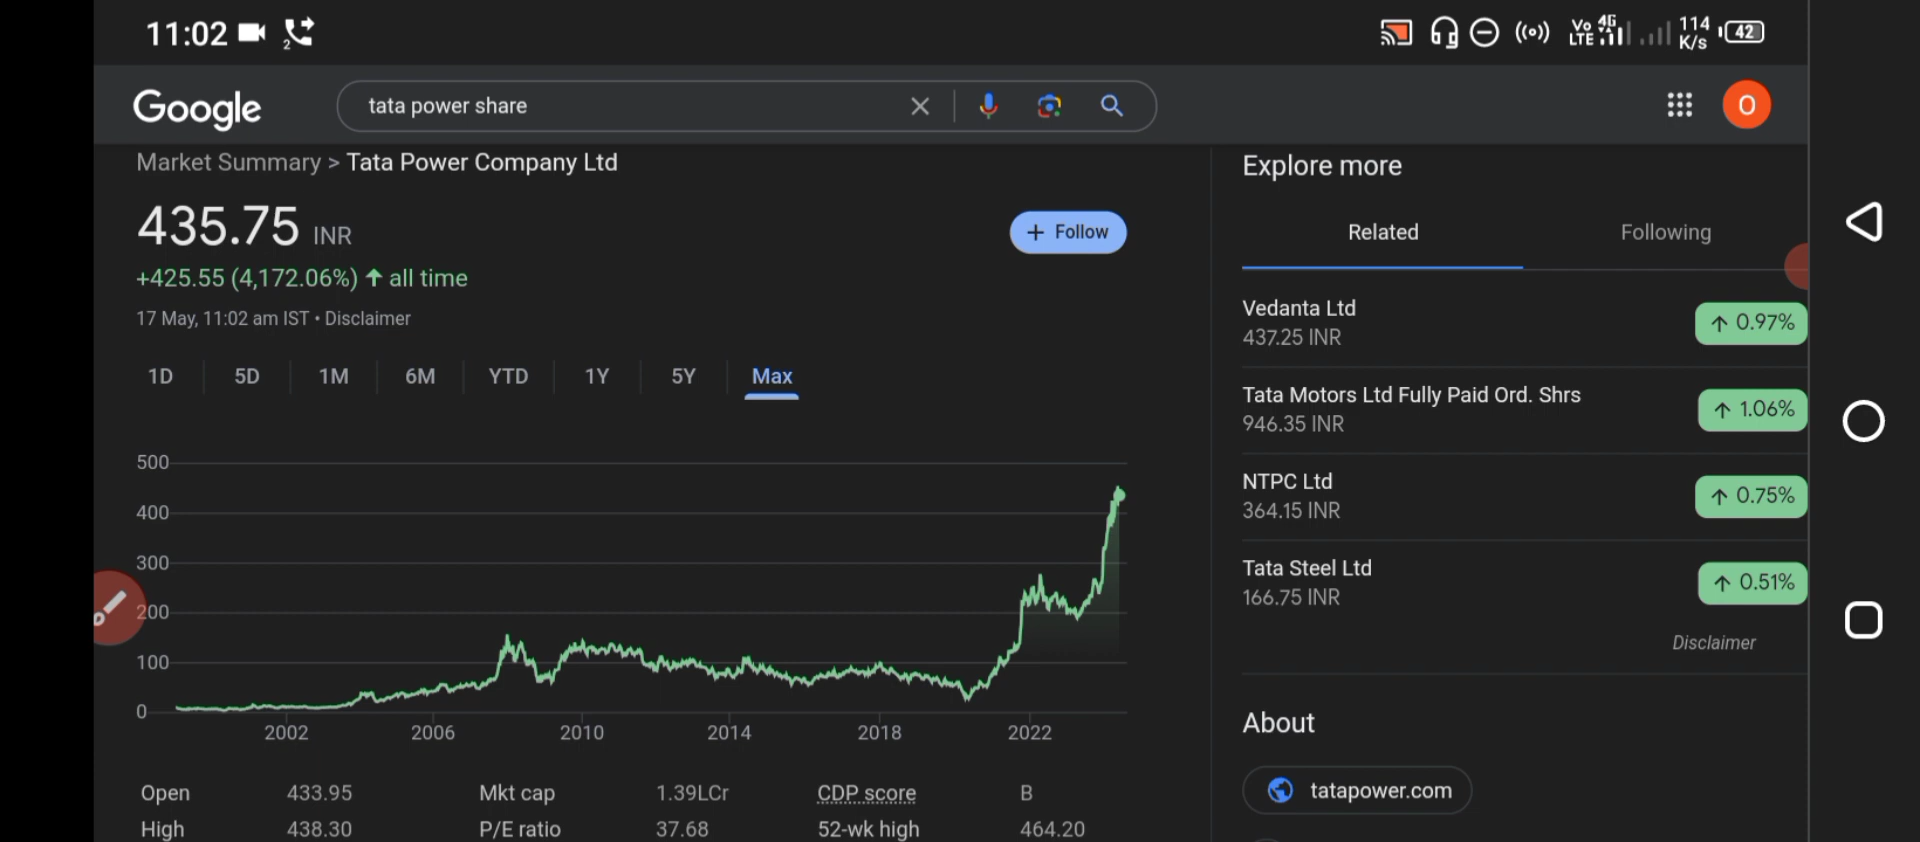 11:02
2
Vo LTE 4G 114 K/s 42
Google
tata power share
O
Market Summary > Tata Power Company Ltd
435.75 INR
+ Follow
+425.55 (4,172.06%) ↑ all time
17 May, 11:02 am IST • Disclaimer
1D 5D 1M 6M YTD 1Y 5Y Max
500
400
300
200
100
0
2002 2006 2010 2014 2018 2022
Open 433.95 Mkt cap 1.39LCr CDP score B
High 438.30 P/E ratio 37.68 52-wk high 464.20
Explore more
Related Following
Vedanta Ltd
437.25 INR
↑ 0.97%
Tata Motors Ltd Fully Paid Ord. Shrs
946.35 INR
↑ 1.06%
NTPC Ltd
364.15 INR
↑ 0.75%
Tata Steel Ltd
166.75 INR
↑ 0.51%
Disclaimer
About
tatapower.com